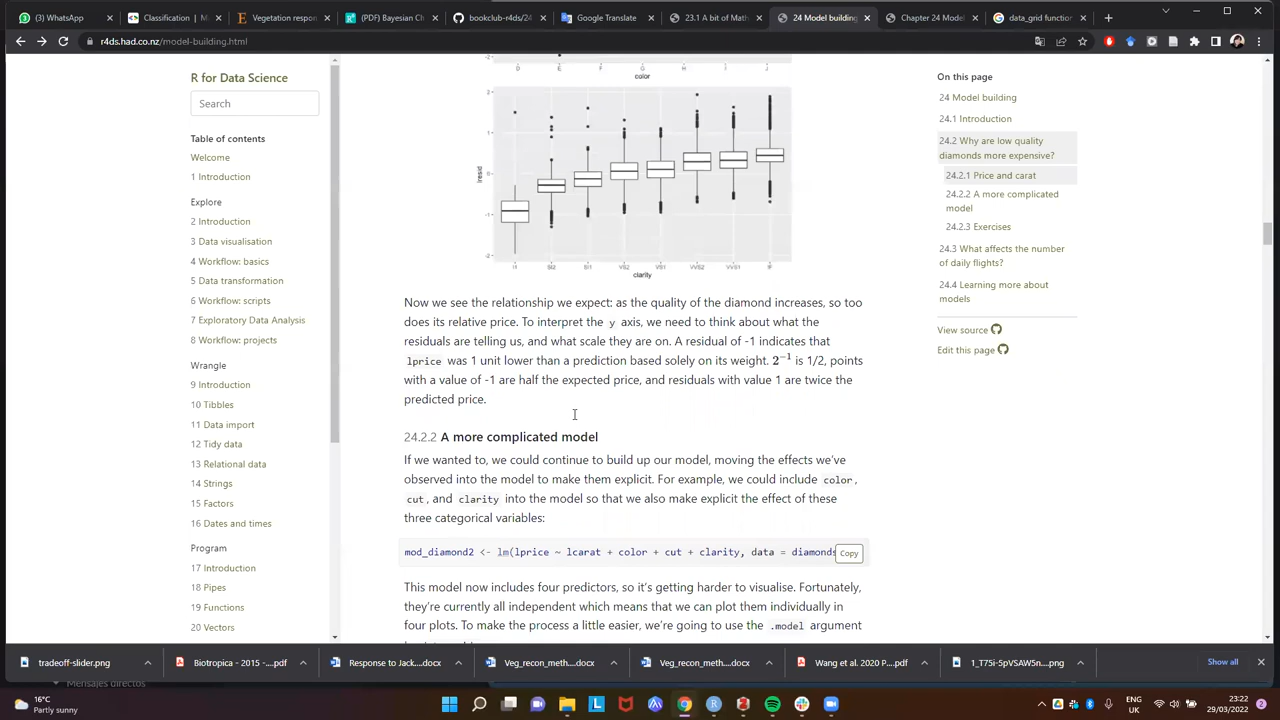 (3) WhatsApp
Classification | M
Vegetation respon
(PDF) Bayesian Ch
bookclub-r4ds/24
Google Translate
23.1 A bit of Math
24 Model building
Chapter 24 Model
data_grid function
r4ds.had.co.nz/model-building.html
R for Data Science
Search
Table of contents
Welcome
1 Introduction
Explore
2 Introduction
3 Data visualisation
4 Workflow: basics
5 Data transformation
6 Workflow: scripts
7 Exploratory Data Analysis
8 Workflow: projects
Wrangle
9 Introduction
10 Tibbles
11 Data import
12 Tidy data
13 Relational data
14 Strings
15 Factors
16 Dates and times
Program
17 Introduction
18 Pipes
19 Functions
20 Vectors
D E F G H I J
color
lresid
2
1
0
-1
-2
I1 SI2 SI1 VS2 VS1 VVS2 VVS1 IF
clarity
Now we see the relationship we expect: as the quality of the diamond increases, so too
does its relative price. To interpret the y axis, we need to think about what the
residuals are telling us, and what scale they are on. A residual of -1 indicates that
lprice was 1 unit lower than a prediction based solely on its weight. 2⁻¹ is 1/2, points
with a value of -1 are half the expected price, and residuals with value 1 are twice the
predicted price.
24.2.2 A more complicated model
If we wanted to, we could continue to build up our model, moving the effects we've
observed into the model to make them explicit. For example, we could include color,
cut, and clarity into the model so that we also make explicit the effect of these
three categorical variables:
mod_diamond2 <- lm(lprice ~ lcarat + color + cut + clarity, data = diamonds
Copy
This model now includes four predictors, so it's getting harder to visualise. Fortunately,
they're currently all independent which means that we can plot them individually in
four plots. To make the process a little easier, we're going to use the .model argument
On this page
24 Model building
24.1 Introduction
24.2 Why are low quality
diamonds more expensive?
24.2.1 Price and carat
24.2.2 A more complicated
model
24.2.3 Exercises
24.3 What affects the number
of daily flights?
24.4 Learning more about
models
View source
Edit this page
tradeoff-slider.png
Biotropica - 2015 -....pdf
Response to Jack....docx
Veg_recon_meth....docx
Veg_recon_meth....docx
Wang et al. 2020 P....pdf
1_T75i-5pVSAW5n....png
Show all
Mensajes directos
16°C
Partly sunny
ENG
UK
23:22
29/03/2022